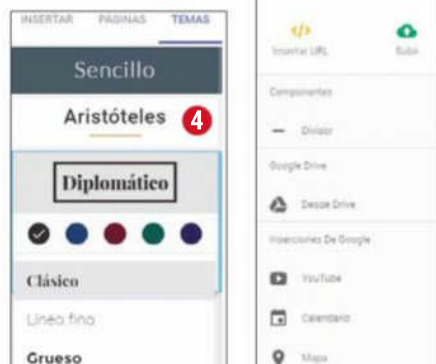 INSERTAR PÁGINAS TEMAS
Sencillo
Aristóteles
4
Diplomático
Clásico
Línea fina
Grueso
Insertar URL
Subir
Componentes
Divisor
Google Drive
Desde Drive
Inserciones De Google
YouTube
Calendario
Mapa